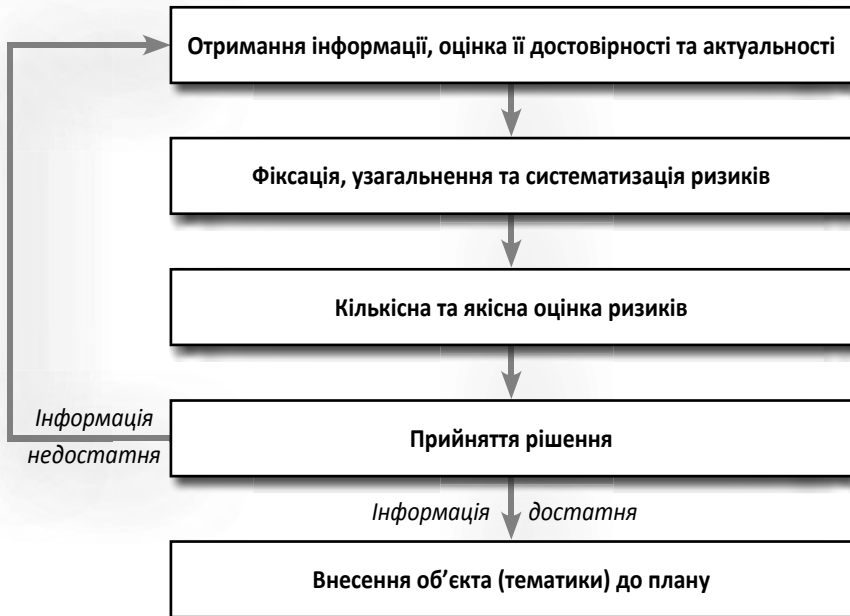 Отримання інформації, оцінка її достовірності та актуальності
Фіксація, узагальнення та систематизація ризиків
Кількісна та якісна оцінка ризиків
Інформація
недостатня
Прийняття рішення
Інформація достатня
Внесення об’єкта (тематики) до плану